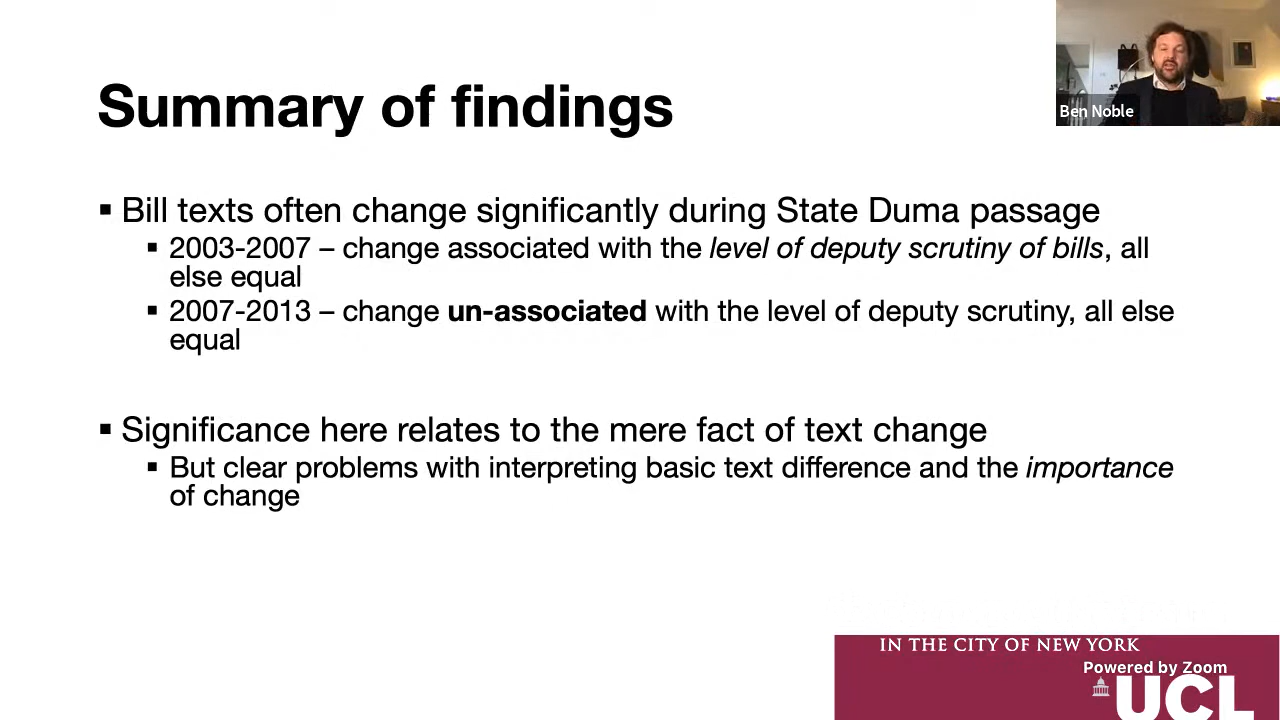 Summary of findings
Ben Noble
▪ Bill texts often change significantly during State Duma passage
▪ 2003-2007 – change associated with the level of deputy scrutiny of bills, all
else equal
▪ 2007-2013 – change un-associated with the level of deputy scrutiny, all else
equal
▪ Significance here relates to the mere fact of text change
▪ But clear problems with interpreting basic text difference and the importance
of change
IN THE CITY OF NEW YORK
Powered by Zoom
UCL